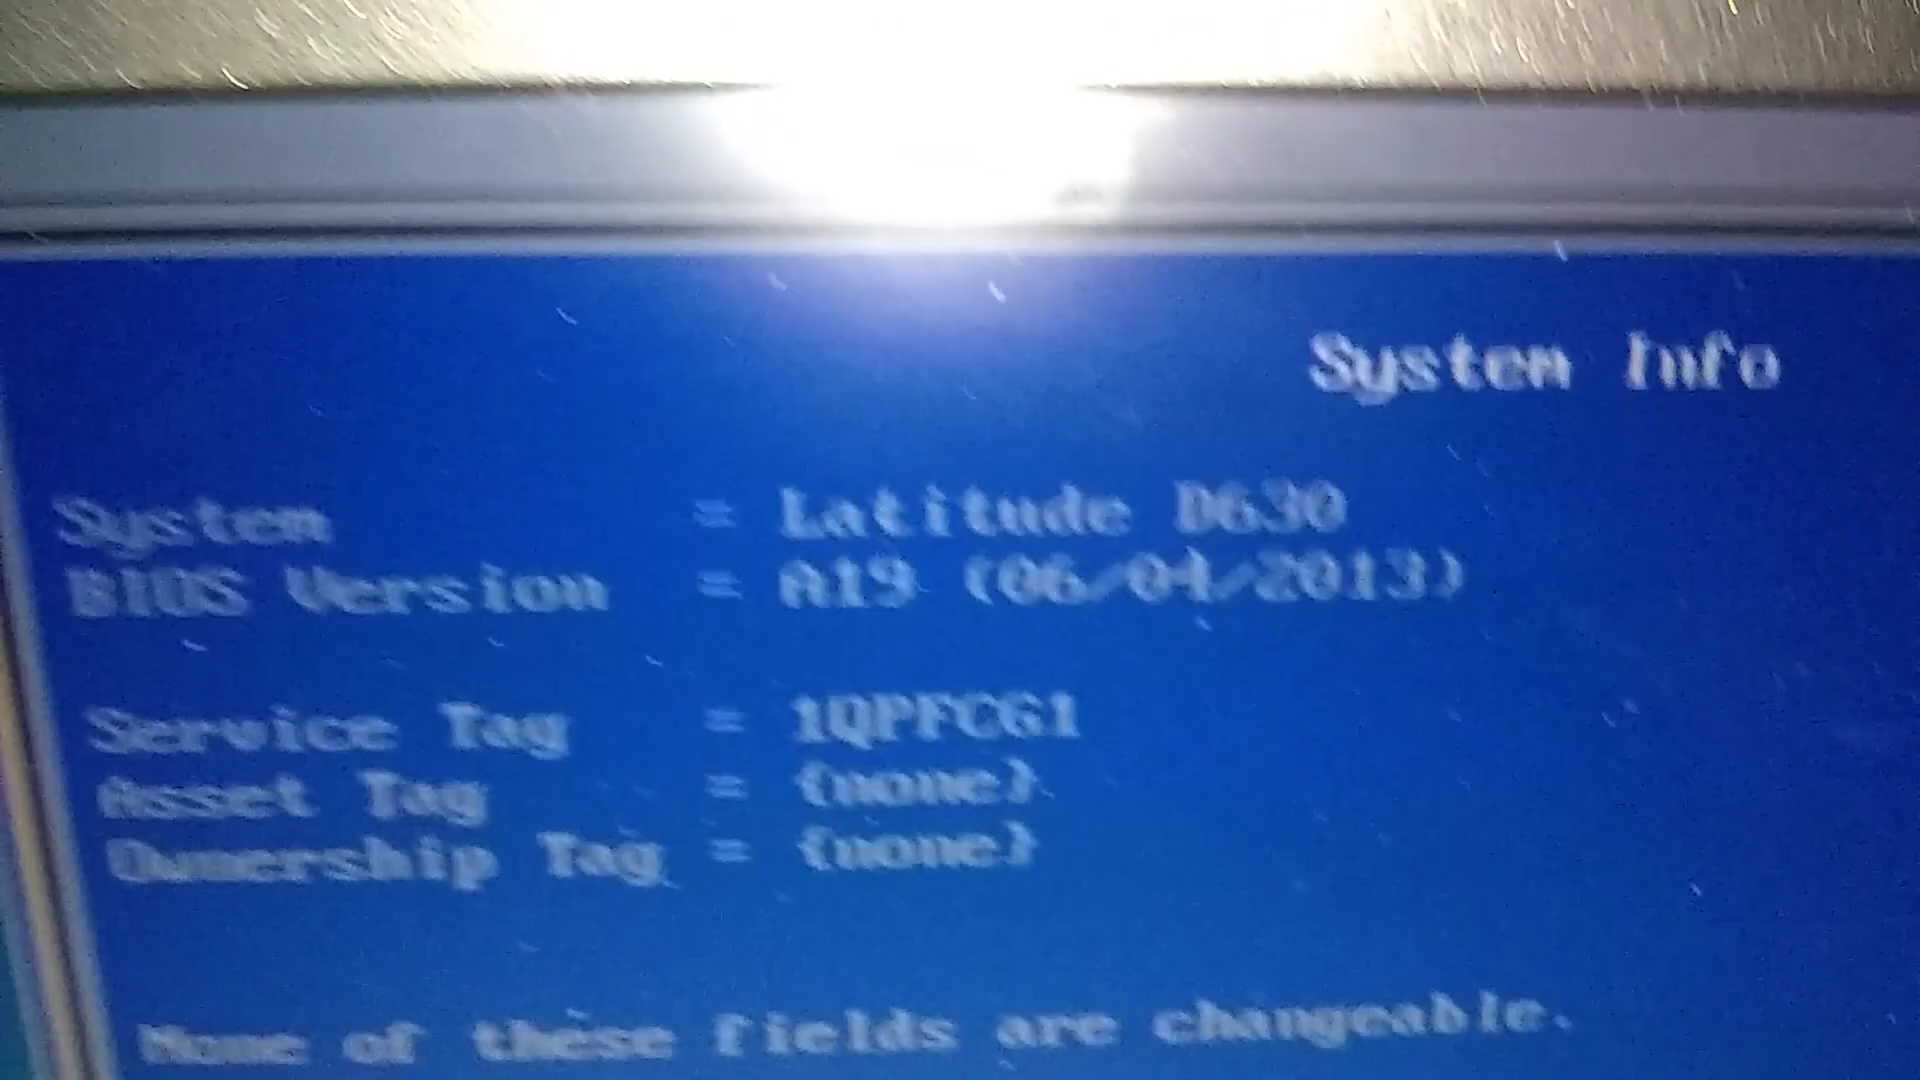 System Info
System = Latitude D630
BIOS Version = A19 (06/04/2013)
Service Tag = 1QPFCG1
Asset Tag = {none}
Ownership Tag = {none}
None of these fields are changeable.